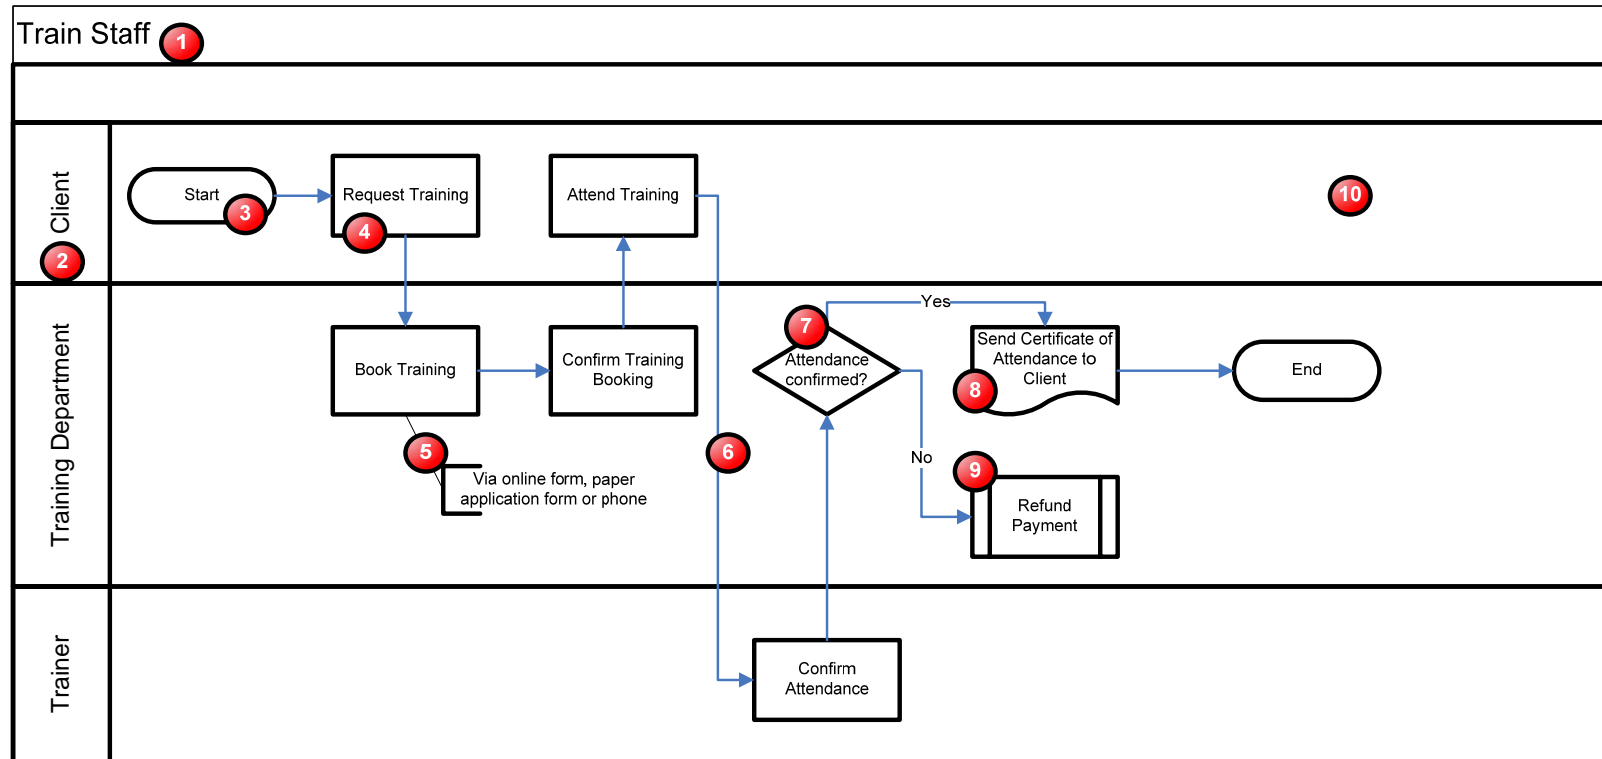 Train Staff
1
Client
2
Start
3
Request Training
4
Attend Training
10
Training Department
Book Training
Confirm Training
Booking
5
Via online form, paper
application form or phone
6
7
Attendance
confirmed?
Yes
No
Send Certificate of
Attendance to
Client
8
End
9
Refund
Payment
Trainer
Confirm
Attendance